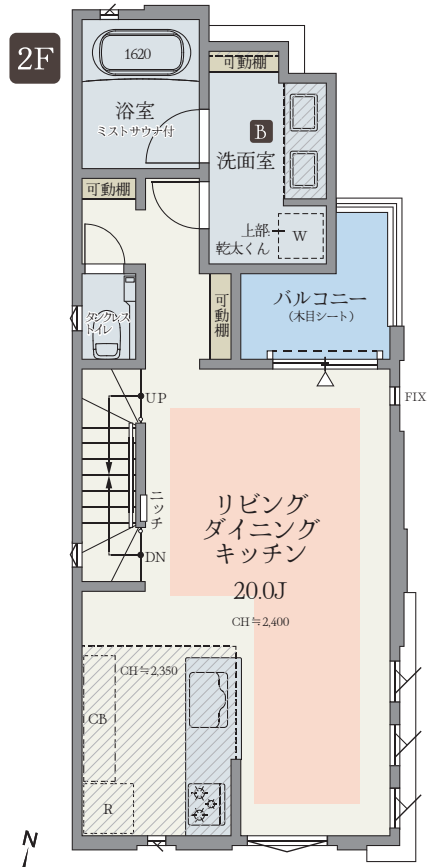 2F
1620
浴室
ミストサウナ付
可動棚
B
洗面室
可動棚
上部
乾太くん
W
タンクレス
トイレ
可動棚
バルコニー
（木目シート）
UP
FIX
ニッチ
リビング
ダイニング
キッチン
20.0J
CH≒2,400
DN
CH≒2,350
CB
R
N